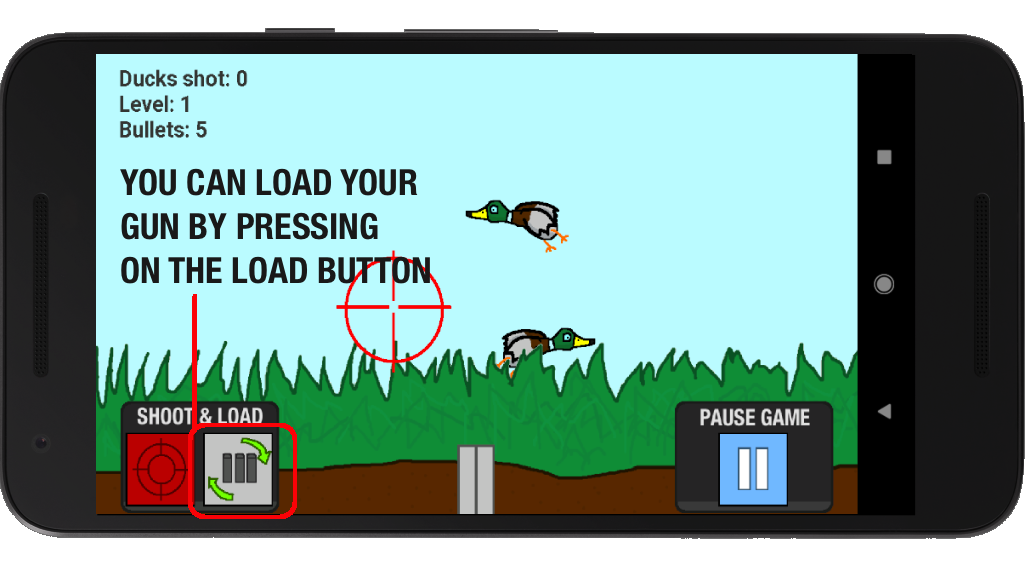 Ducks shot: 0
Level: 1
Bullets: 5
YOU CAN LOAD YOUR
GUN BY PRESSING
ON THE LOAD BUTTON
SHOOT & LOAD
PAUSE GAME